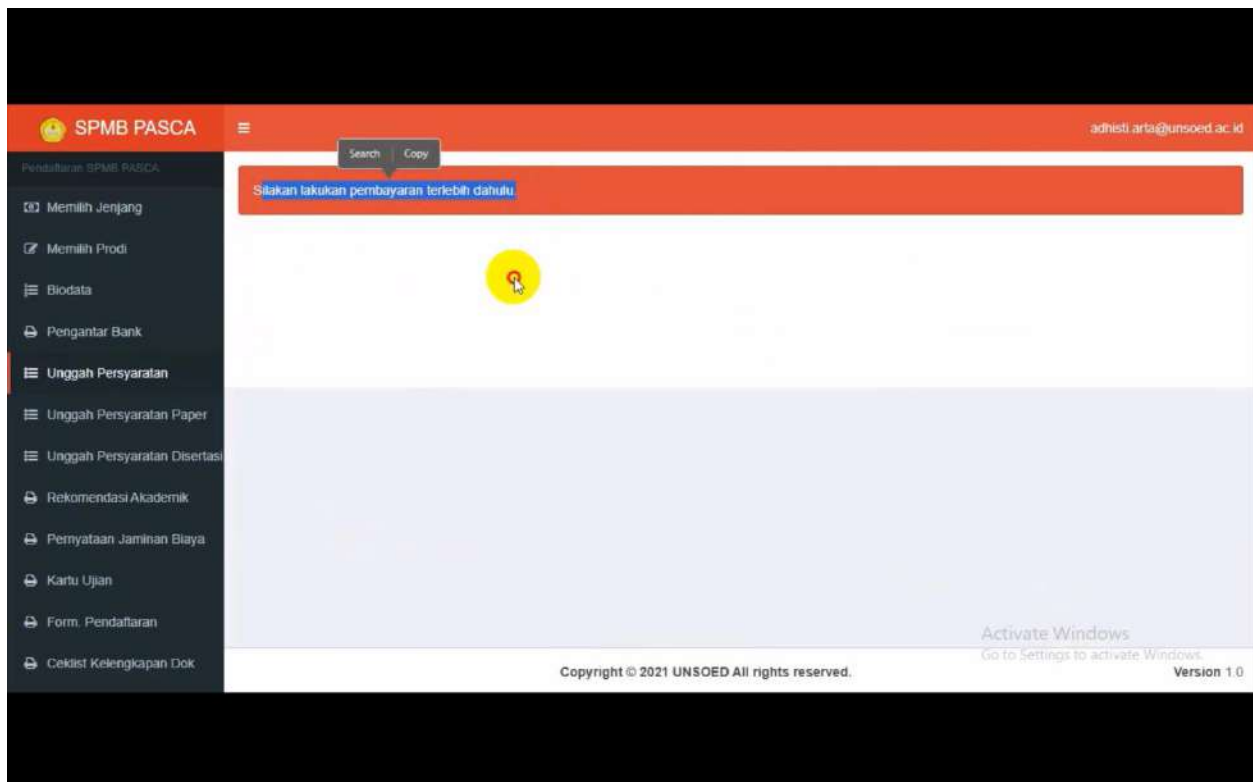 SPMB PASCA
adhisti.arta@unsoed.ac.id
Search Copy
Pendaftaran SPMB PASCA
Silakan lakukan pembayaran terlebih dahulu.
Memilih Jenjang
Memilih Prodi
Biodata
Pengantar Bank
Unggah Persyaratan
Unggah Persyaratan Paper
Unggah Persyaratan Disertasi
Rekomendasi Akademik
Pernyataan Jaminan Biaya
Kartu Ujian
Form. Pendaftaran
Ceklist Kelengkapan Dok
Activate Windows
Go to Settings to activate Windows.
Copyright © 2021 UNSOED All rights reserved.
Version 1.0